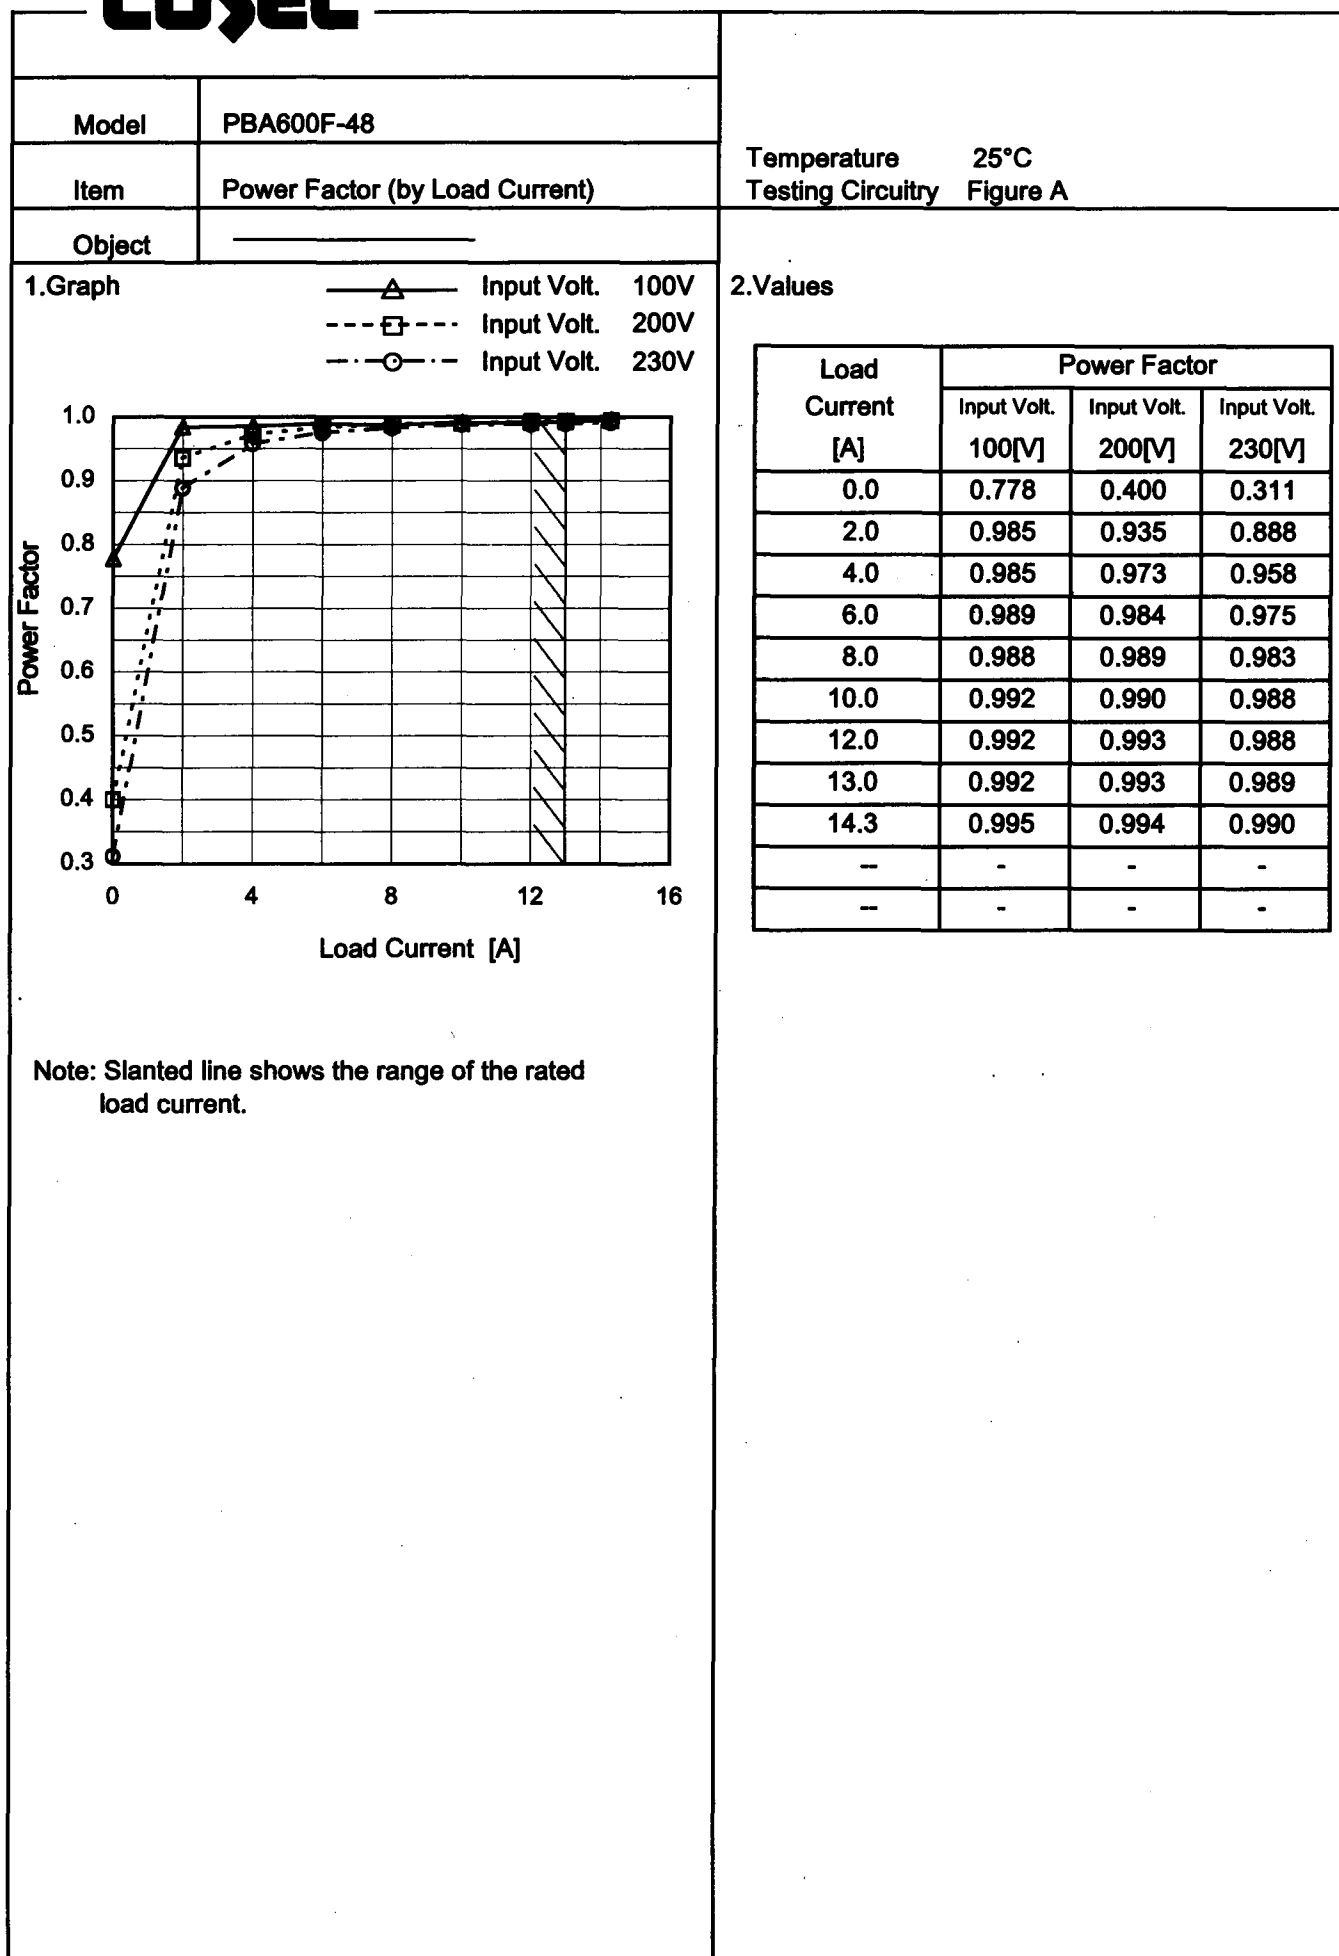 COSEL
Model PBA600F-48
Item Power Factor (by Load Current)
Object
Temperature 25°C
Testing Circuitry Figure A
1.Graph
Input Volt. 100V
Input Volt. 200V
Input Volt. 230V
1.0
0.9
0.8
0.7
0.6
0.5
0.4
0.3
Power Factor
0 4 8 12 16
Load Current [A]
Note: Slanted line shows the range of the rated
load current.
2.Values
Load Current [A] Power Factor
Input Volt. 100[V] Input Volt. 200[V] Input Volt. 230[V]
0.0 0.778 0.400 0.311
2.0 0.985 0.935 0.888
4.0 0.985 0.973 0.958
6.0 0.989 0.984 0.975
8.0 0.988 0.989 0.983
10.0 0.992 0.990 0.988
12.0 0.992 0.993 0.988
13.0 0.992 0.993 0.989
14.3 0.995 0.994 0.990
-- - - -
-- - - -